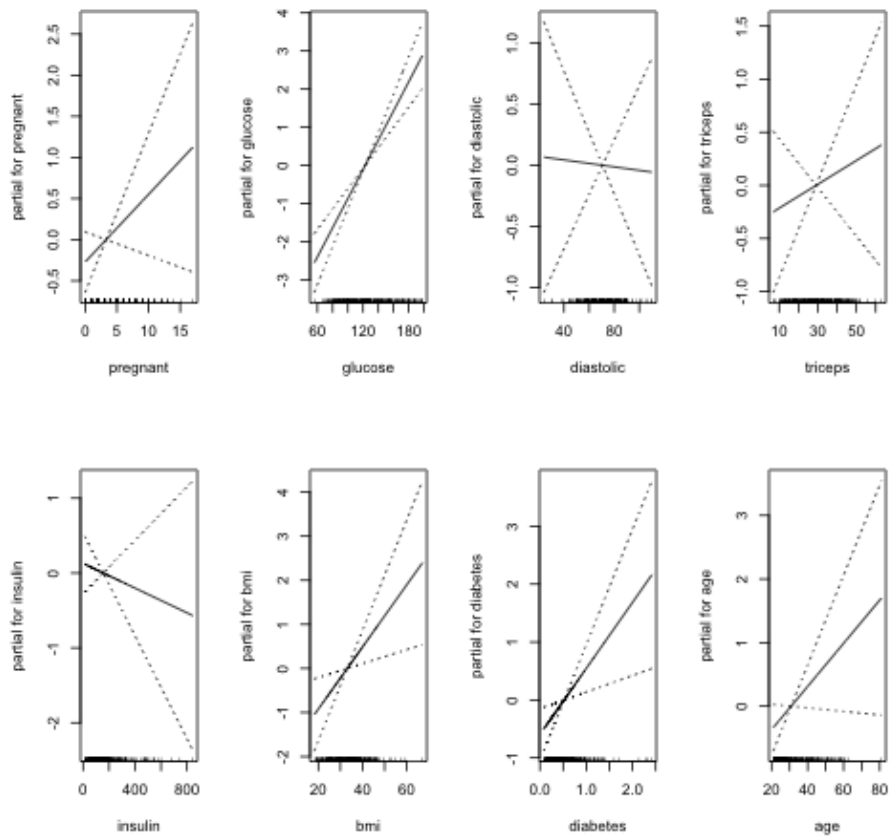 partial for pregnant
2.5
2.0
1.5
1.0
0.5
0.0
-0.5
0 5 10 15
pregnant
partial for glucose
4
3
2
1
0
-1
-2
-3
60 120 180
glucose
partial for diastolic
1.0
0.5
0.0
-0.5
-1.0
40 80
diastolic
partial for triceps
1.5
1.0
0.5
0.0
-0.5
-1.0
10 30 50
triceps
partial for insulin
1
0
-1
-2
0 400 800
insulin
partial for bmi
4
3
2
1
0
-1
-2
20 40 60
bmi
partial for diabetes
3
2
1
0
-1
0.0 1.0 2.0
diabetes
partial for age
3
2
1
0
20 40 60 80
age